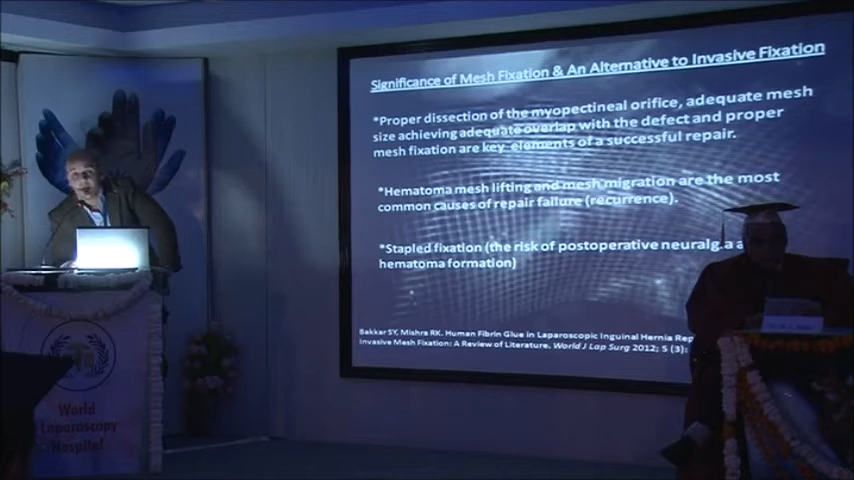 Significance of Mesh Fixation & An Alternative to Invasive Fixation
*Proper dissection of the myopectineal orifice, adequate mesh
size achieving adequate overlap with the defect and proper
mesh fixation are key elements of a successful repair.
*Hematoma mesh lifting and mesh migration are the most
common causes of repair failure (recurrence).
*Stapled fixation (the risk of postoperative neuralg.a a
hematoma formation)
Bakkar SY, Mishra RK. Human Fibrin Glue in Laparoscopic Inguinal Hernia Rep
Invasive Mesh Fixation: A Review of Literature. World J Lap Surg 2012; 5 (3):
World
Laparoscopy
Hospital